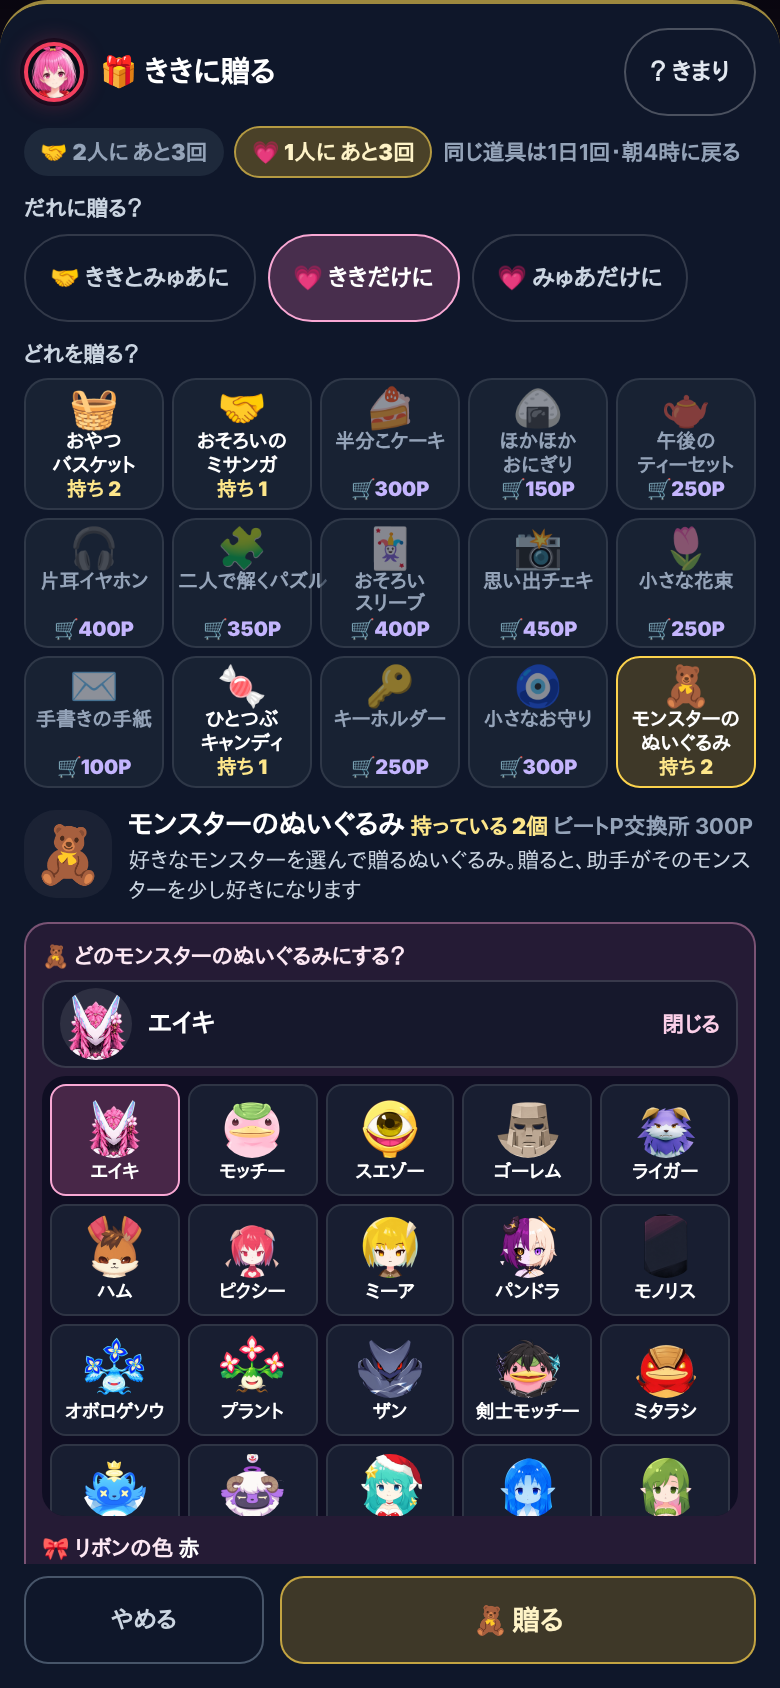 🎁 ききに贈る
? きまり
🤝 2人に あと3回
💗 1人に あと3回
同じ道具は1日1回・朝4時に戻る
だれに贈る?
🤝 ききとみゅあに
💗 ききだけに
💗 みゅあだけに
どれを贈る?
おやつ
バスケット
持ち 2
おそろいの
ミサンガ
持ち 1
半分こケーキ
🛒300P
ほかほか
おにぎり
🛒150P
午後の
ティーセット
🛒250P
片耳イヤホン
🛒400P
二人で解くパズル
🛒350P
おそろい
スリーブ
🛒400P
思い出チェキ
🛒450P
小さな花束
🛒250P
手書きの手紙
🛒100P
ひとつぶ
キャンディ
持ち 1
キーホルダー
🛒250P
小さなお守り
🛒300P
モンスターの
ぬいぐるみ
持ち 2
モンスターのぬいぐるみ 持っている 2個 ビートP交換所 300P
好きなモンスターを選んで贈るぬいぐるみ。贈ると、助手がそのモンス
ターを少し好きになります
🧸 どのモンスターのぬいぐるみにする?
エイキ
閉じる
エイキ
モッチー
スエゾー
ゴーレム
ライガー
ハム
ピクシー
ミーア
パンドラ
モノリス
オボロゲソウ
プラント
ザン
剣士モッチー
ミタラシ
🎀 リボンの色 赤
やめる
🧸 贈る